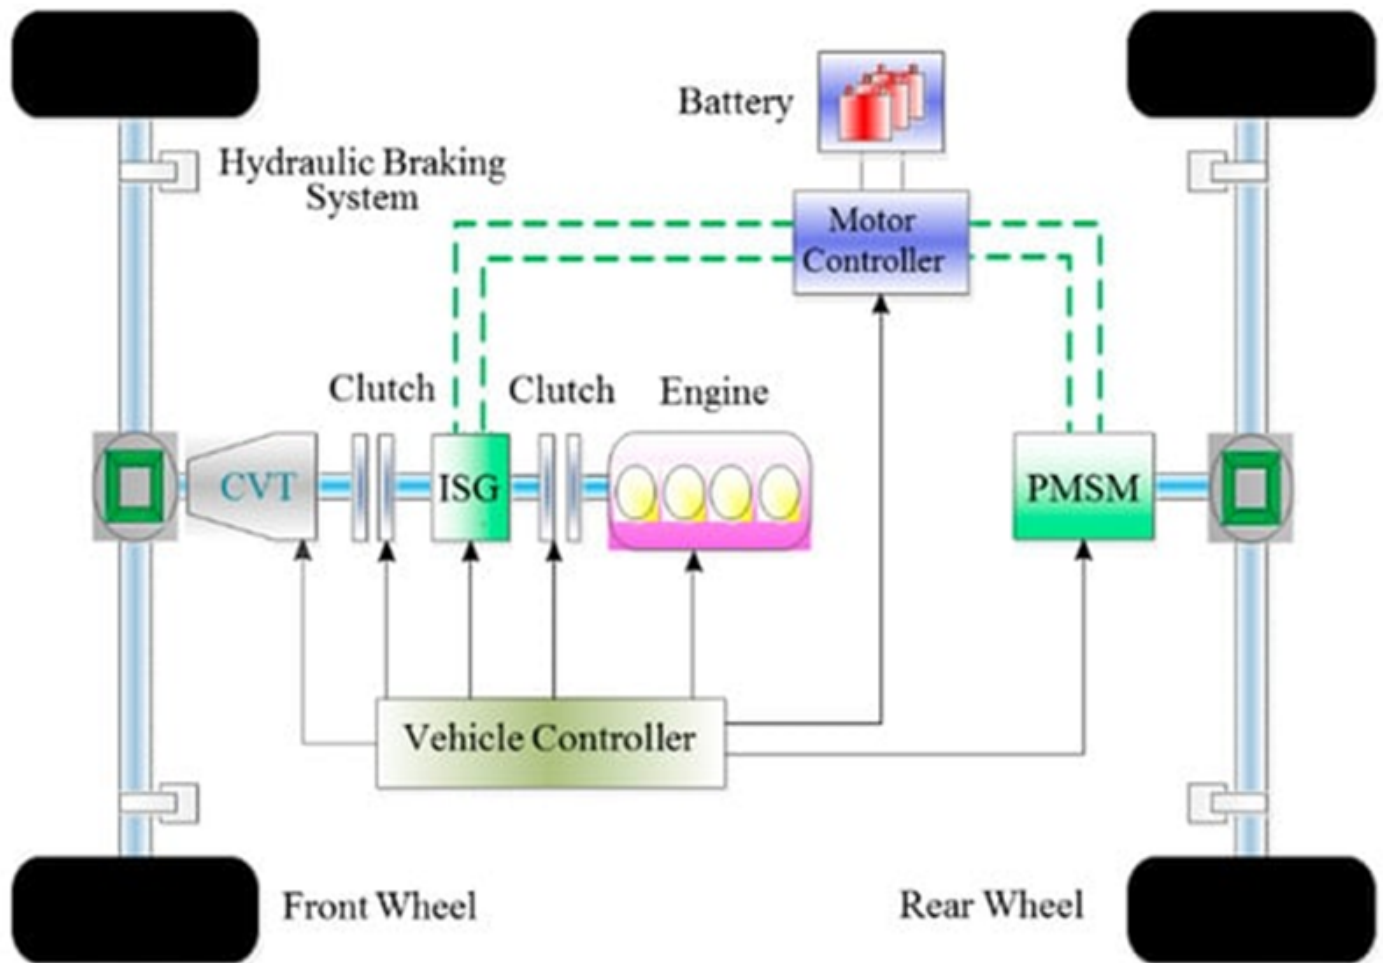 Battery
Hydraulic Braking
System
Motor
Controller
Clutch
Clutch
Engine
CVT
ISG
PMSM
Vehicle Controller
Front Wheel
Rear Wheel